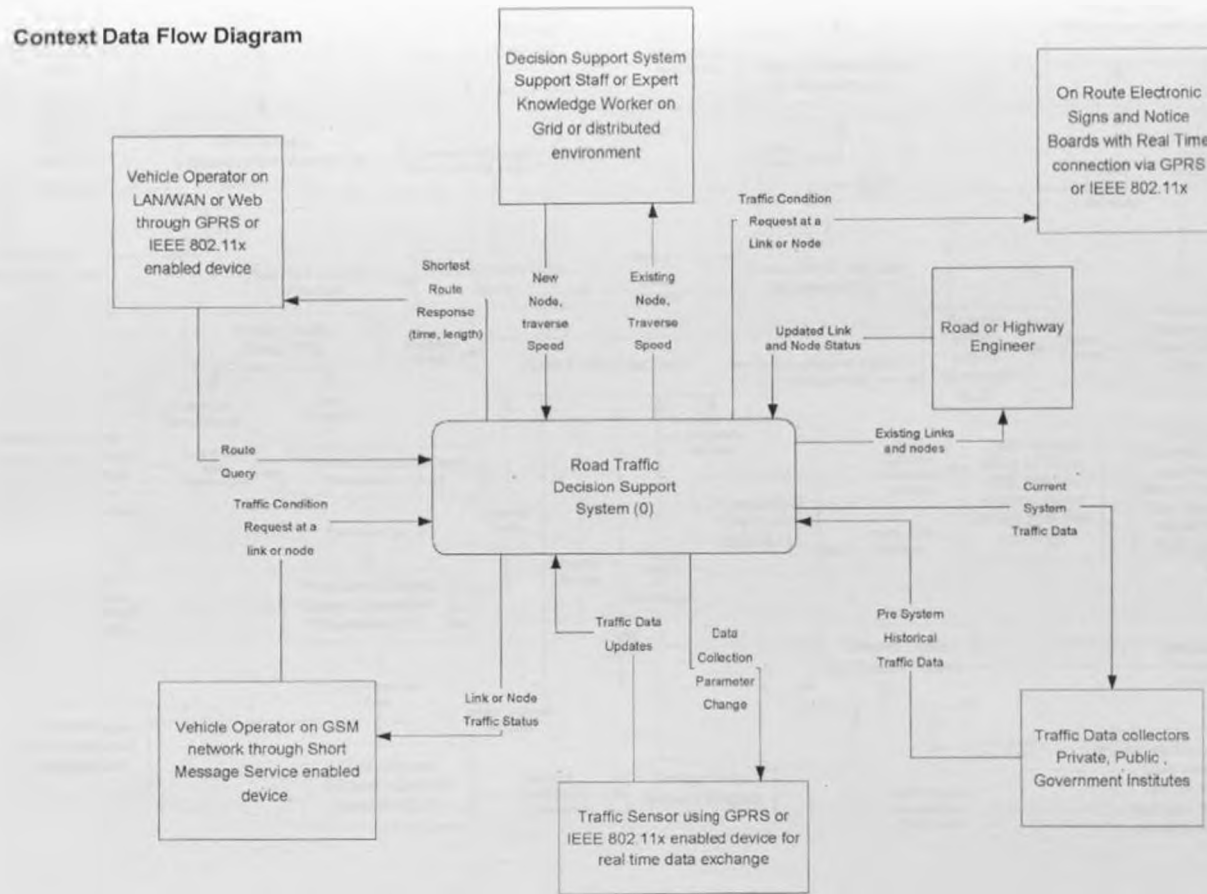 Context Data Flow Diagram
Decision Support System
Support Staff or Expert
Knowledge Worker on
Grid or distributed
environment
On Route Electronic
Signs and Notice
Boards with Real Time
connection via GPRS
or IEEE 802.11x
Vehicle Operator on
LAN/WAN or Web
through GPRS or
IEEE 802.11x
enabled device
Traffic Condition
Request at a
Link or Node
Shortest
Route
Response
(time, length)
New
Node,
traverse
Speed
Existing
Node,
Traverse
Speed
Updated Link
and Node Status
Road or Highway
Engineer
Existing Links
and nodes
Route
Query
Road Traffic
Decision Support
System (0)
Traffic Condition
Request at a
link or node
Current
System
Traffic Data
Pre System
Historical
Traffic Data
Traffic Data
Updates
Data
Collection
Parameter
Change
Link or Node
Traffic Status
Vehicle Operator on GSM
network through Short
Message Service enabled
device.
Traffic Sensor using GPRS or
IEEE 802.11x enabled device for
real time data exchange
Traffic Data collectors
Private, Public ,
Government Institutes